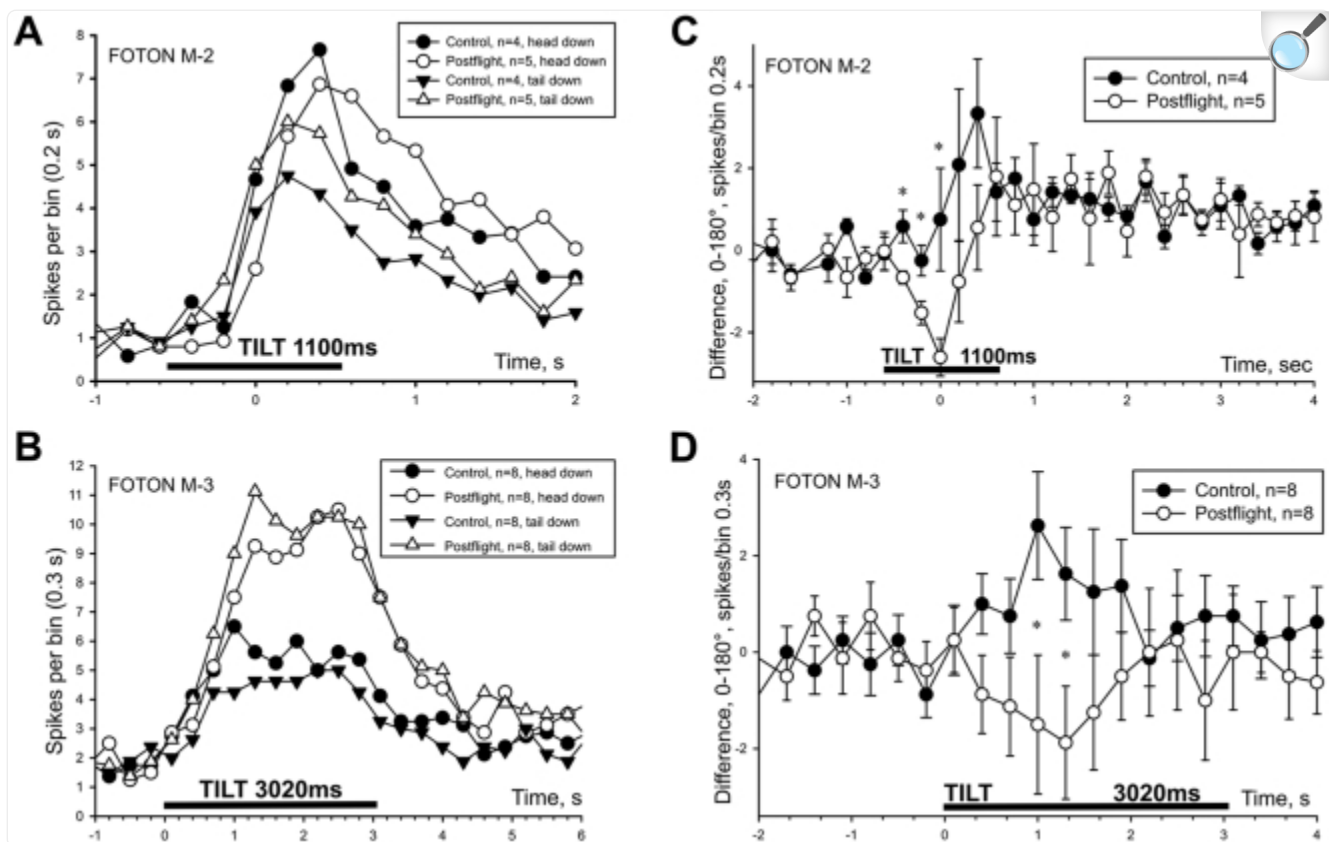 A
FOTON M-2
Control, n=4, head down
Postflight, n=5, head down
Control, n=4, tail down
Postflight, n=5, tail down
Spikes per bin (0.2 s)
8
7
6
5
4
3
2
1
0
TILT 1100ms
Time, s
-1 0 1 2
B
FOTON M-3
Control, n=8, head down
Postflight, n=8, head down
Control, n=8, tail down
Postflight, n=8, tail down
Spikes per bin (0.3 s)
12
11
10
9
8
7
6
5
4
3
2
1
0
TILT 3020ms
Time, s
-1 0 1 2 3 4 5 6
C
FOTON M-2
Control, n=4
Postflight, n=5
Difference, 0-180°, spikes/bin 0.2s
4
2
0
-2
* * *
TILT 1100ms
Time, sec
-2 -1 0 1 2 3 4
D
FOTON M-3
Control, n=8
Postflight, n=8
Difference, 0-180°, spikes/bin 0.3s
4
2
0
-2
* *
TILT 3020ms
Time, s
-2 -1 0 1 2 3 4